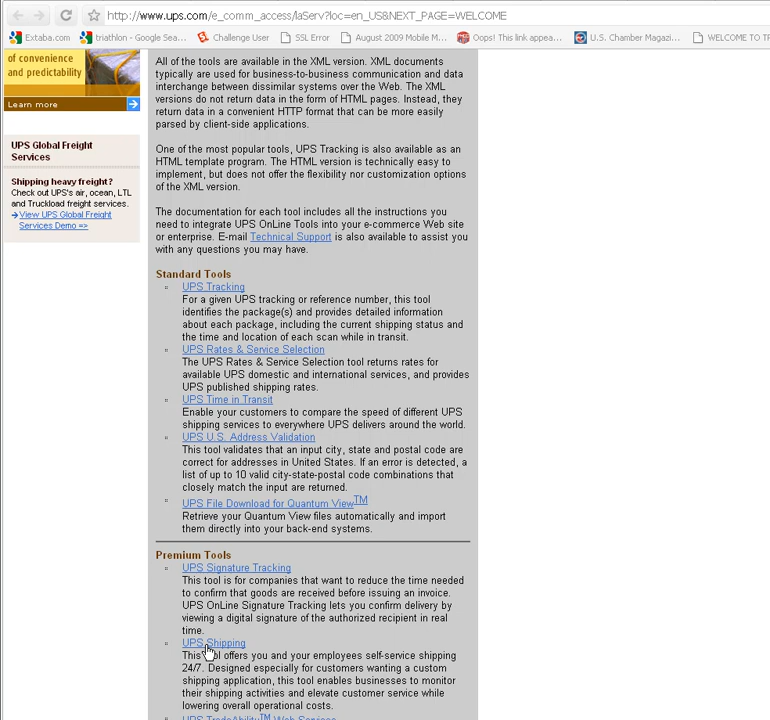 http://www.ups.com/e_comm_access/laServ?loc=en_US&NEXT_PAGE=WELCOME
Extaba.com
triathlon - Google Sea...
Challenge User
SSL Error
August 2009 Mobile M...
Oops! This link appea...
U.S. Chamber Magazi...
WELCOME TO
of convenience
and predictability
Learn more
UPS Global Freight
Services
Shipping heavy freight?
Check out UPS's air, ocean, LTL
and Truckload freight services.
View UPS Global Freight
Services Demo =>
All of the tools are available in the XML version. XML documents
typically are used for business-to-business communication and data
interchange between dissimilar systems over the Web. The XML
versions do not return data in the form of HTML pages. Instead, they
return data in a convenient HTTP format that can be more easily
parsed by client-side applications.
One of the most popular tools, UPS Tracking is also available as an
HTML template program. The HTML version is technically easy to
implement, but does not offer the flexibility nor customization options
of the XML version.
The documentation for each tool includes all the instructions you
need to integrate UPS OnLine Tools into your e-commerce Web site
or enterprise. E-mail Technical Support is also available to assist you
with any questions you may have.
Standard Tools
UPS Tracking
For a given UPS tracking or reference number, this tool
identifies the package(s) and provides detailed information
about each package, including the current shipping status and
the time and location of each scan while in transit.
UPS Rates & Service Selection
The UPS Rates & Service Selection tool returns rates for
available UPS domestic and international services, and provides
UPS published shipping rates.
UPS Time in Transit
Enable your customers to compare the speed of different UPS
shipping services to everywhere UPS delivers around the world.
UPS U.S. Address Validation
This tool validates that an input city, state and postal code are
correct for addresses in United States. If an error is detected, a
list of up to 10 valid city-state-postal code combinations that
closely match the input are returned.
UPS File Download for Quantum View™
Retrieve your Quantum View files automatically and import
them directly into your back-end systems.
Premium Tools
UPS Signature Tracking
This tool is for companies that want to reduce the time needed
to confirm that goods are received before issuing an invoice.
UPS OnLine Signature Tracking lets you confirm delivery by
viewing a digital signature of the authorized recipient in real
time.
UPS Shipping
This tool offers you and your employees self-service shipping
24/7. Designed especially for customers wanting a custom
shipping application, this tool enables businesses to monitor
their shipping activities and elevate customer service while
lowering overall operational costs.
UPS TradeAbility™ Web Services